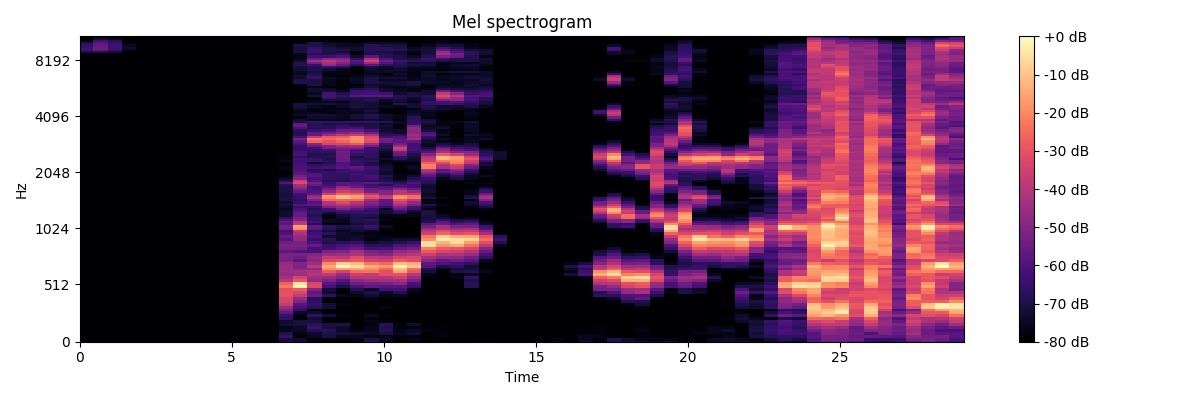 Mel spectrogram
+0 dB
8192
-10 dB
4096
-20 dB
-30 dB
Hz
2048
-40 dB
1024
-50 dB
-60 dB
512
-70 dB
0
-80 dB
0 5 10 15 20 25
Time